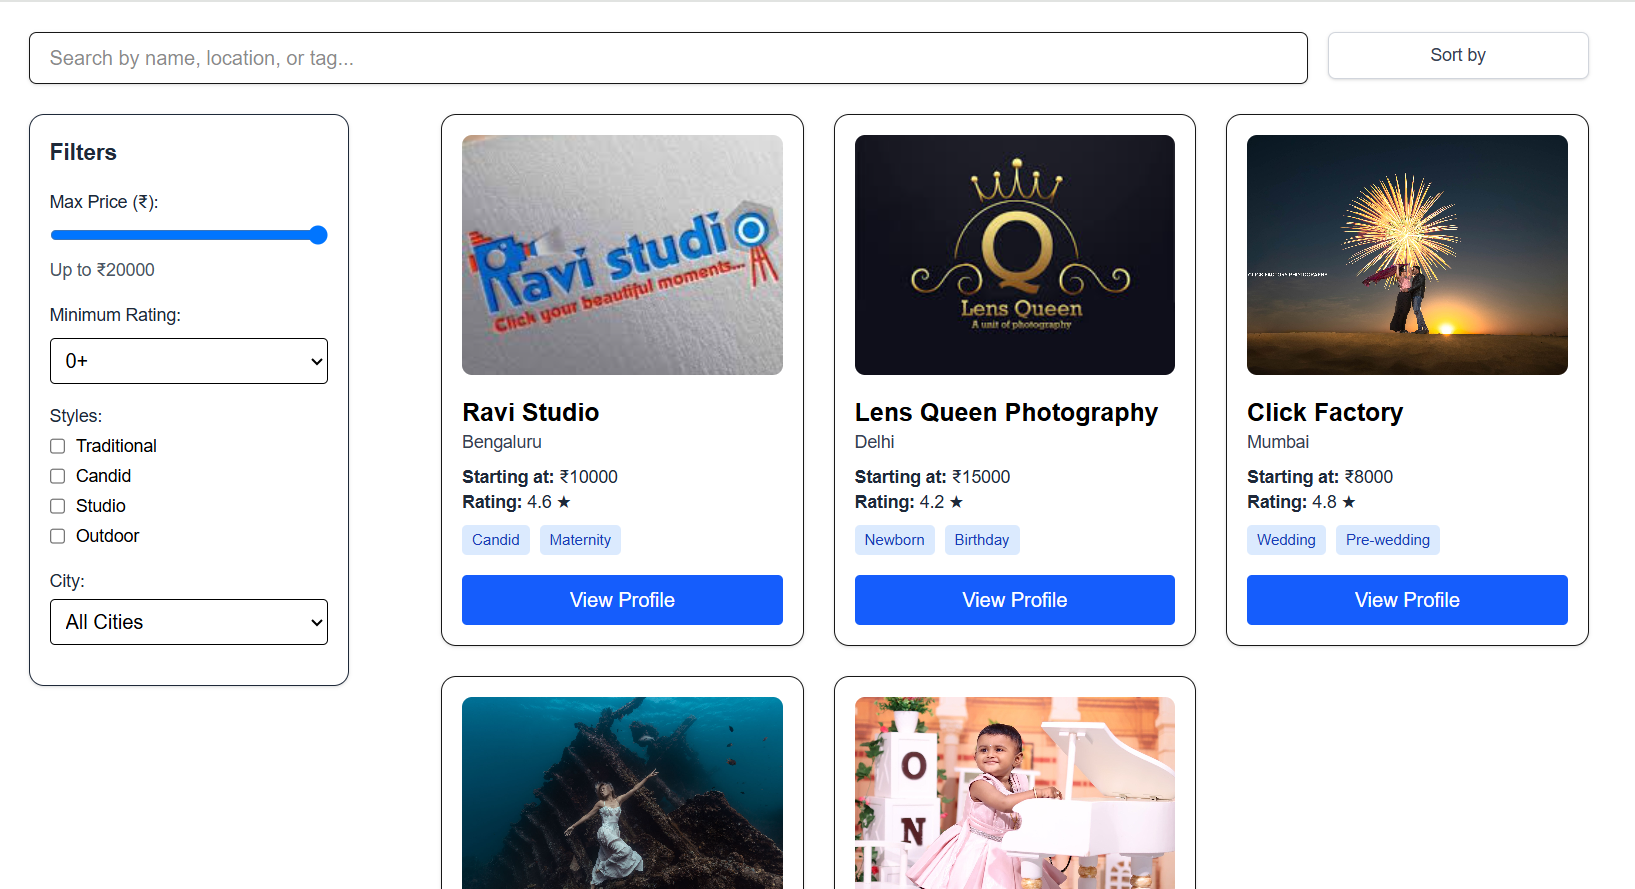 Search by name, location, or tag...
Sort by
Filters
Max Price (₹):
Up to ₹20000
Minimum Rating:
0+
Styles:
Traditional
Candid
Studio
Outdoor
City:
All Cities
Ravi studio
Click your beautiful moments...
Ravi Studio
Bengaluru
Starting at: ₹10000
Rating: 4.6 ★
Candid Maternity
View Profile
Q
Lens Queen
A unit of photography
Lens Queen Photography
Delhi
Starting at: ₹15000
Rating: 4.2 ★
Newborn Birthday
View Profile
CLICK FACTORY PHOTOGRAPHY
Click Factory
Mumbai
Starting at: ₹8000
Rating: 4.8 ★
Wedding Pre-wedding
View Profile
O
N